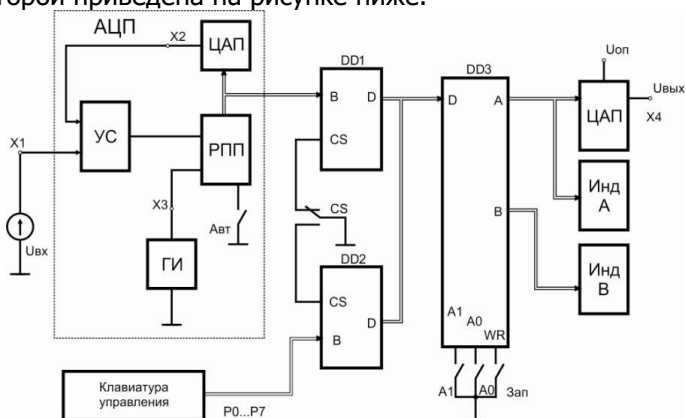 торой приведена на рисунке ниже.
АЦП
X2
ЦАП
DD1
B D
CS
DD3
D A
B
A1
A0
WR
Uоп
ЦАП
Uвых
X4
X1
УС
РПП
X3
Авт
Uвх
ГИ
CS
DD2
CS
B
D
Инд
A
Инд
B
A1 A0 Зап
Клавиатура
управления
P0...P7